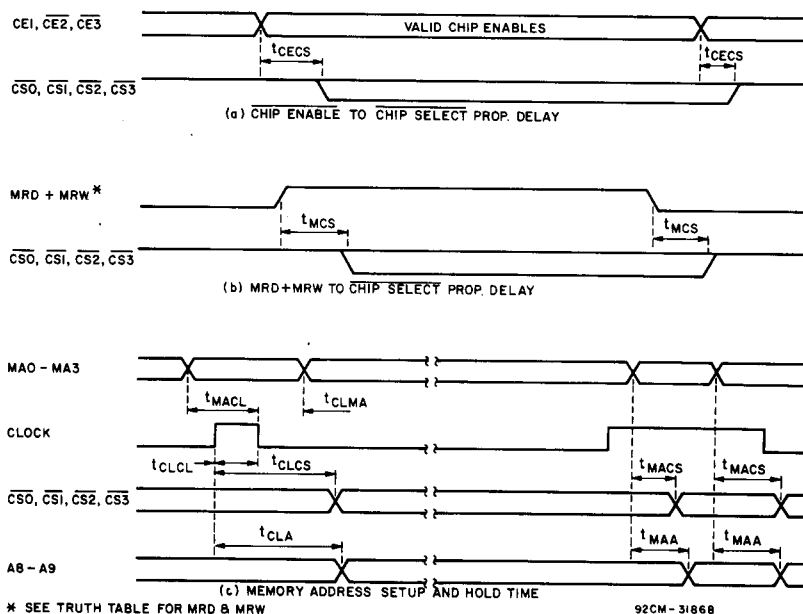 CE1, CE2, CE3
VALID CHIP ENABLES
tCECS
tCECS
CS0, CS1, CS2, CS3
(a) CHIP ENABLE TO CHIP SELECT PROP. DELAY
MRD + MRW *
tMCS
tMCS
CS0, CS1, CS2, CS3
(b) MRD+MRW TO CHIP SELECT PROP. DELAY
MA0 - MA3
tMACL
tCLMA
CLOCK
tCLCL
tCLCS
tMACS
tMACS
CS0, CS1, CS2, CS3
tCLA
tMAA
tMAA
A8 - A9
(c) MEMORY ADDRESS SETUP AND HOLD TIME
* SEE TRUTH TABLE FOR MRD & MRW
92CM-31868